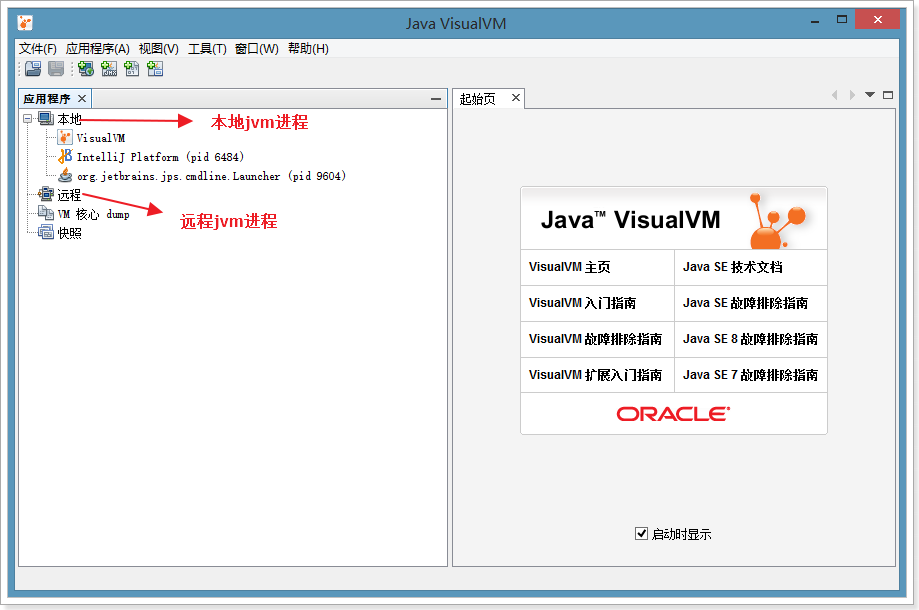 Java VisualVM
文件(F) 应用程序(A) 视图(V) 工具(T) 窗口(W) 帮助(H)
应用程序
起始页
本地
本地jvm进程
VisualVM
IntelliJ Platform (pid 6484)
org.jetbrains.jps.cmdline.Launcher (pid 9604)
远程
远程jvm进程
VM 核心 dump
快照
Java™ VisualVM
VisualVM 主页
Java SE 技术文档
VisualVM 入门指南
Java SE 故障排除指南
VisualVM 故障排除指南
Java SE 8 故障排除指南
VisualVM 扩展入门指南
Java SE 7 故障排除指南
ORACLE®
启动时显示